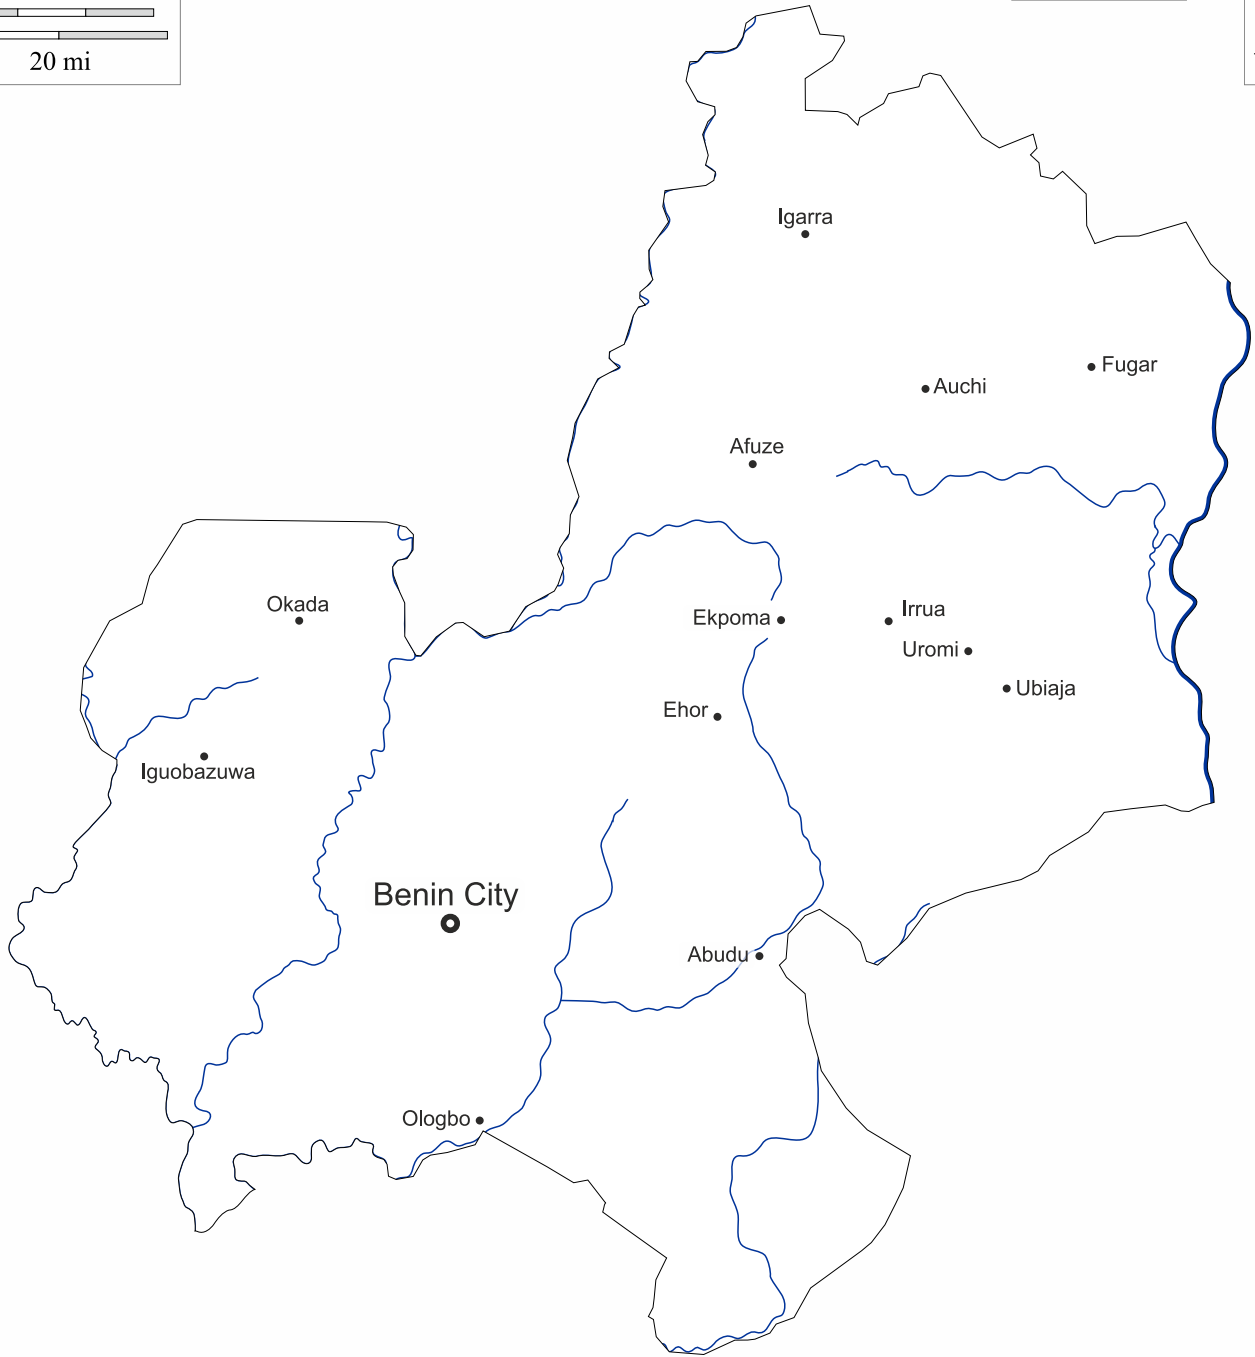 20 mi
Igarra
Fugar
Auchi
Afuze
Okada
Irrua
Ekpoma
Uromi
Ubiaja
Ehor
Iguobazuwa
Benin City
Abudu
Ologbo